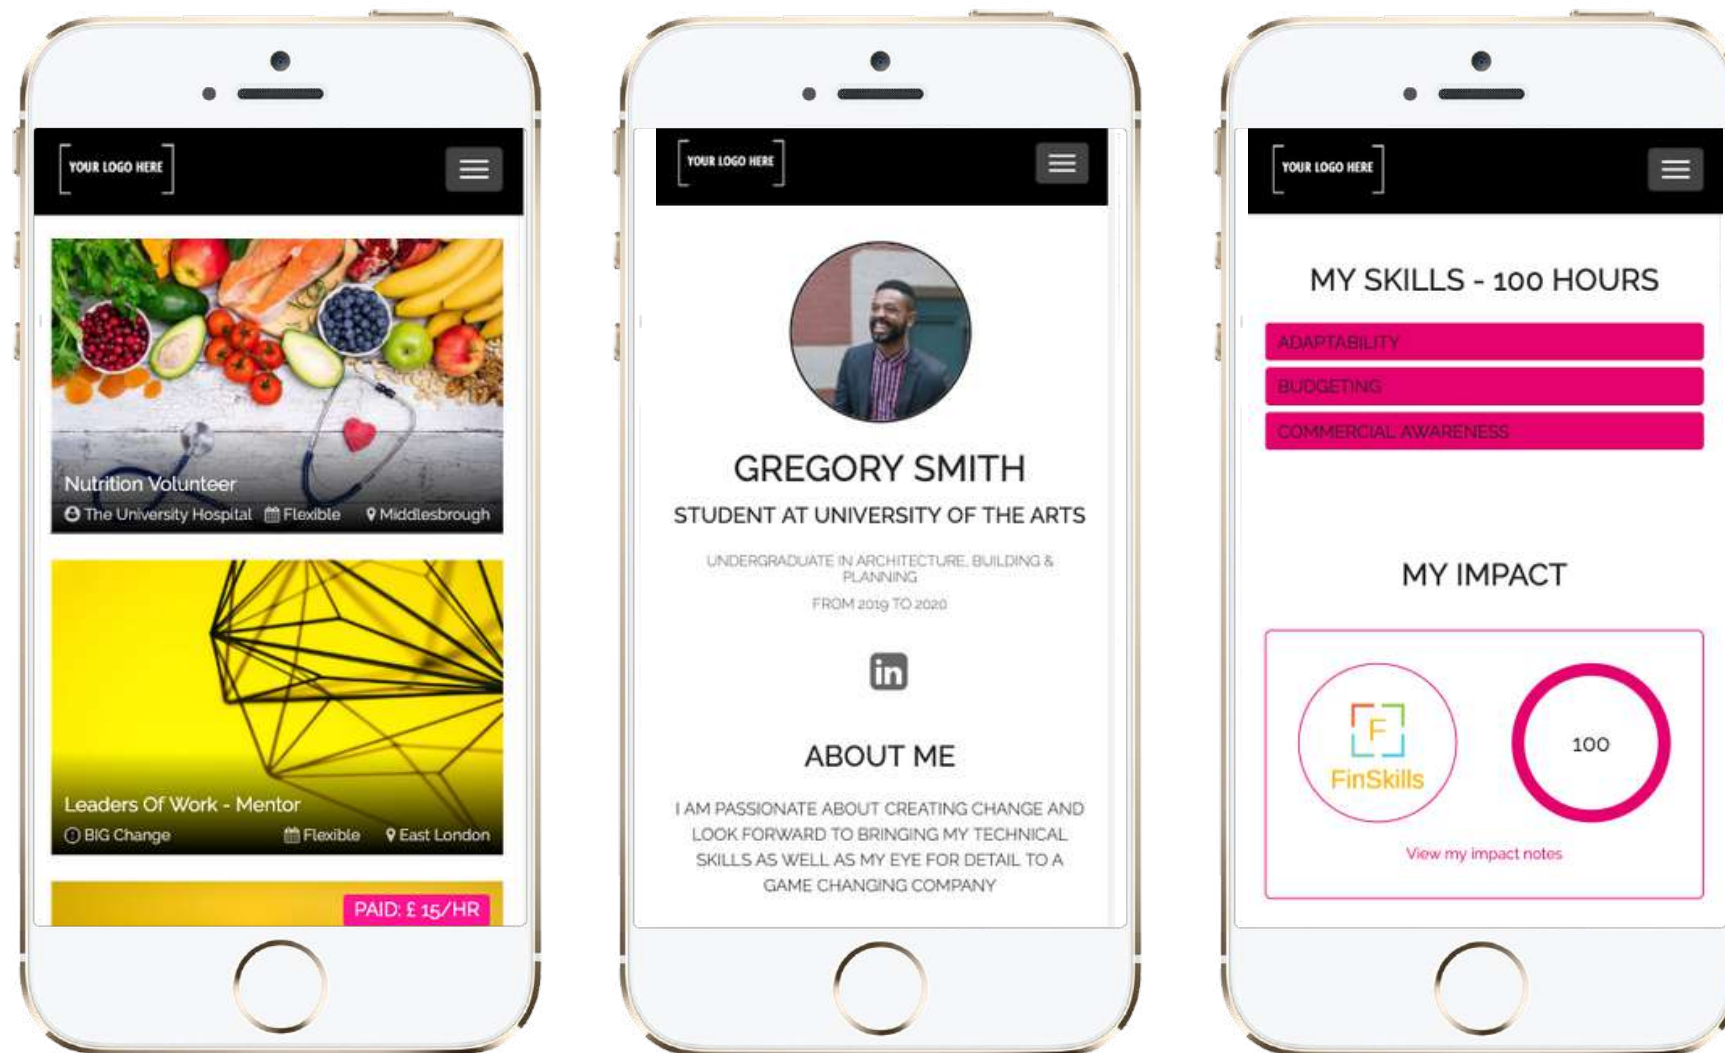 YOUR LOGO HERE
Nutrition Volunteer
The University Hospital Flexible Middlesbrough
Leaders Of Work - Mentor
BIG Change Flexible East London
PAID: £ 15/HR
YOUR LOGO HERE
GREGORY SMITH
STUDENT AT UNIVERSITY OF THE ARTS
UNDERGRADUATE IN ARCHITECTURE, BUILDING &
PLANNING
FROM 2019 TO 2020
in
ABOUT ME
I AM PASSIONATE ABOUT CREATING CHANGE AND
LOOK FORWARD TO BRINGING MY TECHNICAL
SKILLS AS WELL AS MY EYE FOR DETAIL TO A
GAME CHANGING COMPANY
YOUR LOGO HERE
MY SKILLS - 100 HOURS
ADAPTABILITY
BUDGETING
COMMERCIAL AWARENESS
MY IMPACT
F
FinSkills
100
View my impact notes